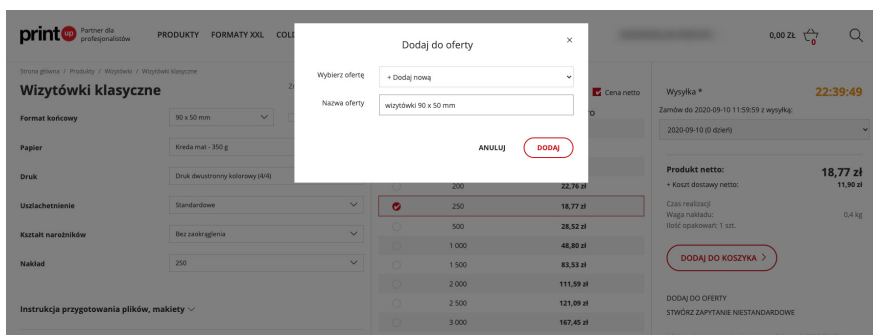 printup Partner dla profesjonalistów
PRODUKTY FORMATY XXL COLD
0,00 ZŁ 0
Dodaj do oferty ×
Wybierz ofertę + Dodaj nową
Nazwa oferty wizytówki 90 x 50 mm
ANULUJ DODAJ
Strona główna / Produkty / Wizytówki / Wizytówki klasyczne
Wizytówki klasyczne
Format końcowy 90 x 50 mm
Papier Kreda mat - 350 g
Druk Druk dwustronny kolorowy (4/4)
Uszlachetnienie Standardowe
Kształt narożników Bez zaokrąglenia
Nakład 250
Instrukcja przygotowania plików, makiety
Cena netto
200 22,76 zł
250 18,77 zł
500 28,52 zł
1 000 48,80 zł
1 500 83,53 zł
2 000 111,59 zł
2 500 121,09 zł
3 000 167,45 zł
Wysyłka * 22:39:49
Zamów do 2020-09-10 11:59:59 z wysyłką:
2020-09-10 (0 dzień)
Produkt netto: 18,77 zł
+ Koszt dostawy netto: 11,90 zł
Czas realizacji
Waga nakładu: 0,4 kg
Ilość opakowań: 1 szt.
DODAJ DO KOSZYKA >
DODAJ DO OFERTY
STWÓRZ ZAPYTANIE NIESTANDARDOWE